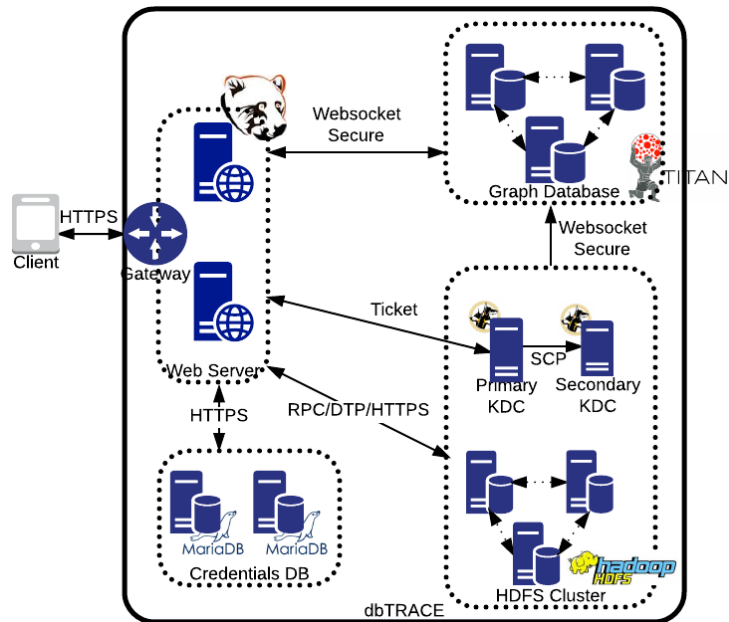 Websocket
Secure
HTTPS
Client
Gateway
Graph Database
TITAN
Websocket
Secure
Ticket
SCP
Primary
KDC
Secondary
KDC
Web Server
HTTPS
RPC/DTP/HTTPS
MariaDB
MariaDB
Credentials DB
hadoop
HDFS
HDFS Cluster
dbTRACE